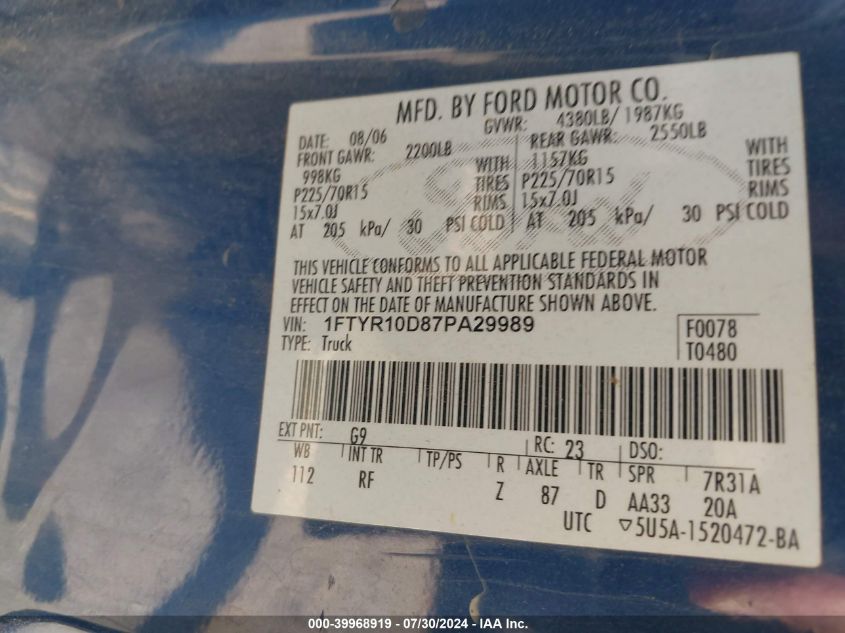 MFD. BY FORD MOTOR CO.
DATE: 08/06 GVWR: 4380LB/ 1987KG
FRONT GAWR: 2200LB REAR GAWR: 2550LB
998KG WITH 1157KG WITH
P225/70R15 TIRES P225/70R15 TIRES
15x7.0J RIMS 15x7.0J RIMS
AT 205 kPa/ 30 PSI COLD AT 205 kPa/ 30 PSI COLD
THIS VEHICLE CONFORMS TO ALL APPLICABLE FEDERAL MOTOR
VEHICLE SAFETY AND THEFT PREVENTION STANDARDS IN
EFFECT ON THE DATE OF MANUFACTURE SHOWN ABOVE.
VIN: 1FTYR10D87PA29989 F0078
TYPE: Truck T0480
EXT PNT: G9 RC: 23 DSO:
WB INT TR TP/PS R AXLE TR SPR 7R31A
112 RF Z 87 D AA33 20A
UTC ▽5U5A-1520472-BA
000-39968919 - 07/30/2024 - IAA Inc.